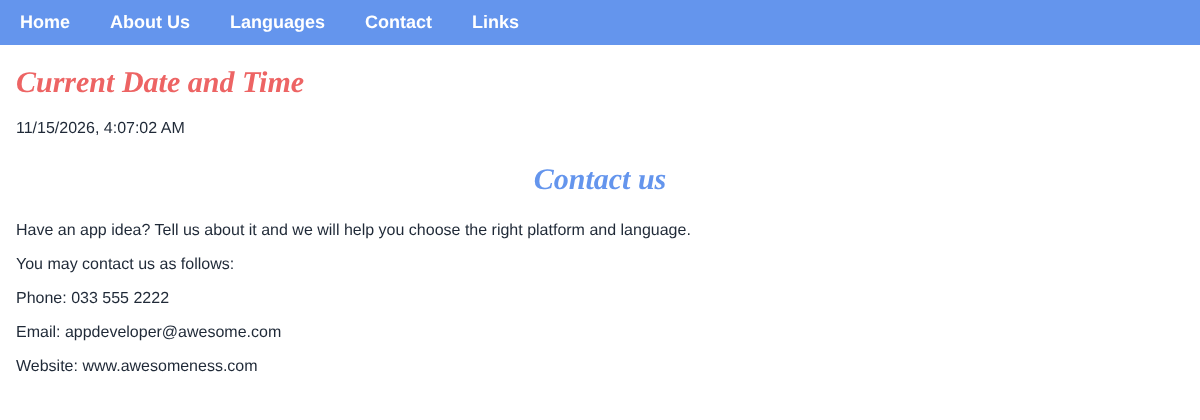 Home About Us Languages Contact Links
Current Date and Time
11/15/2026, 4:07:02 AM
Contact us
Have an app idea? Tell us about it and we will help you choose the right platform and language.
You may contact us as follows:
Phone: 033 555 2222
Email: appdeveloper@awesome.com
Website: www.awesomeness.com